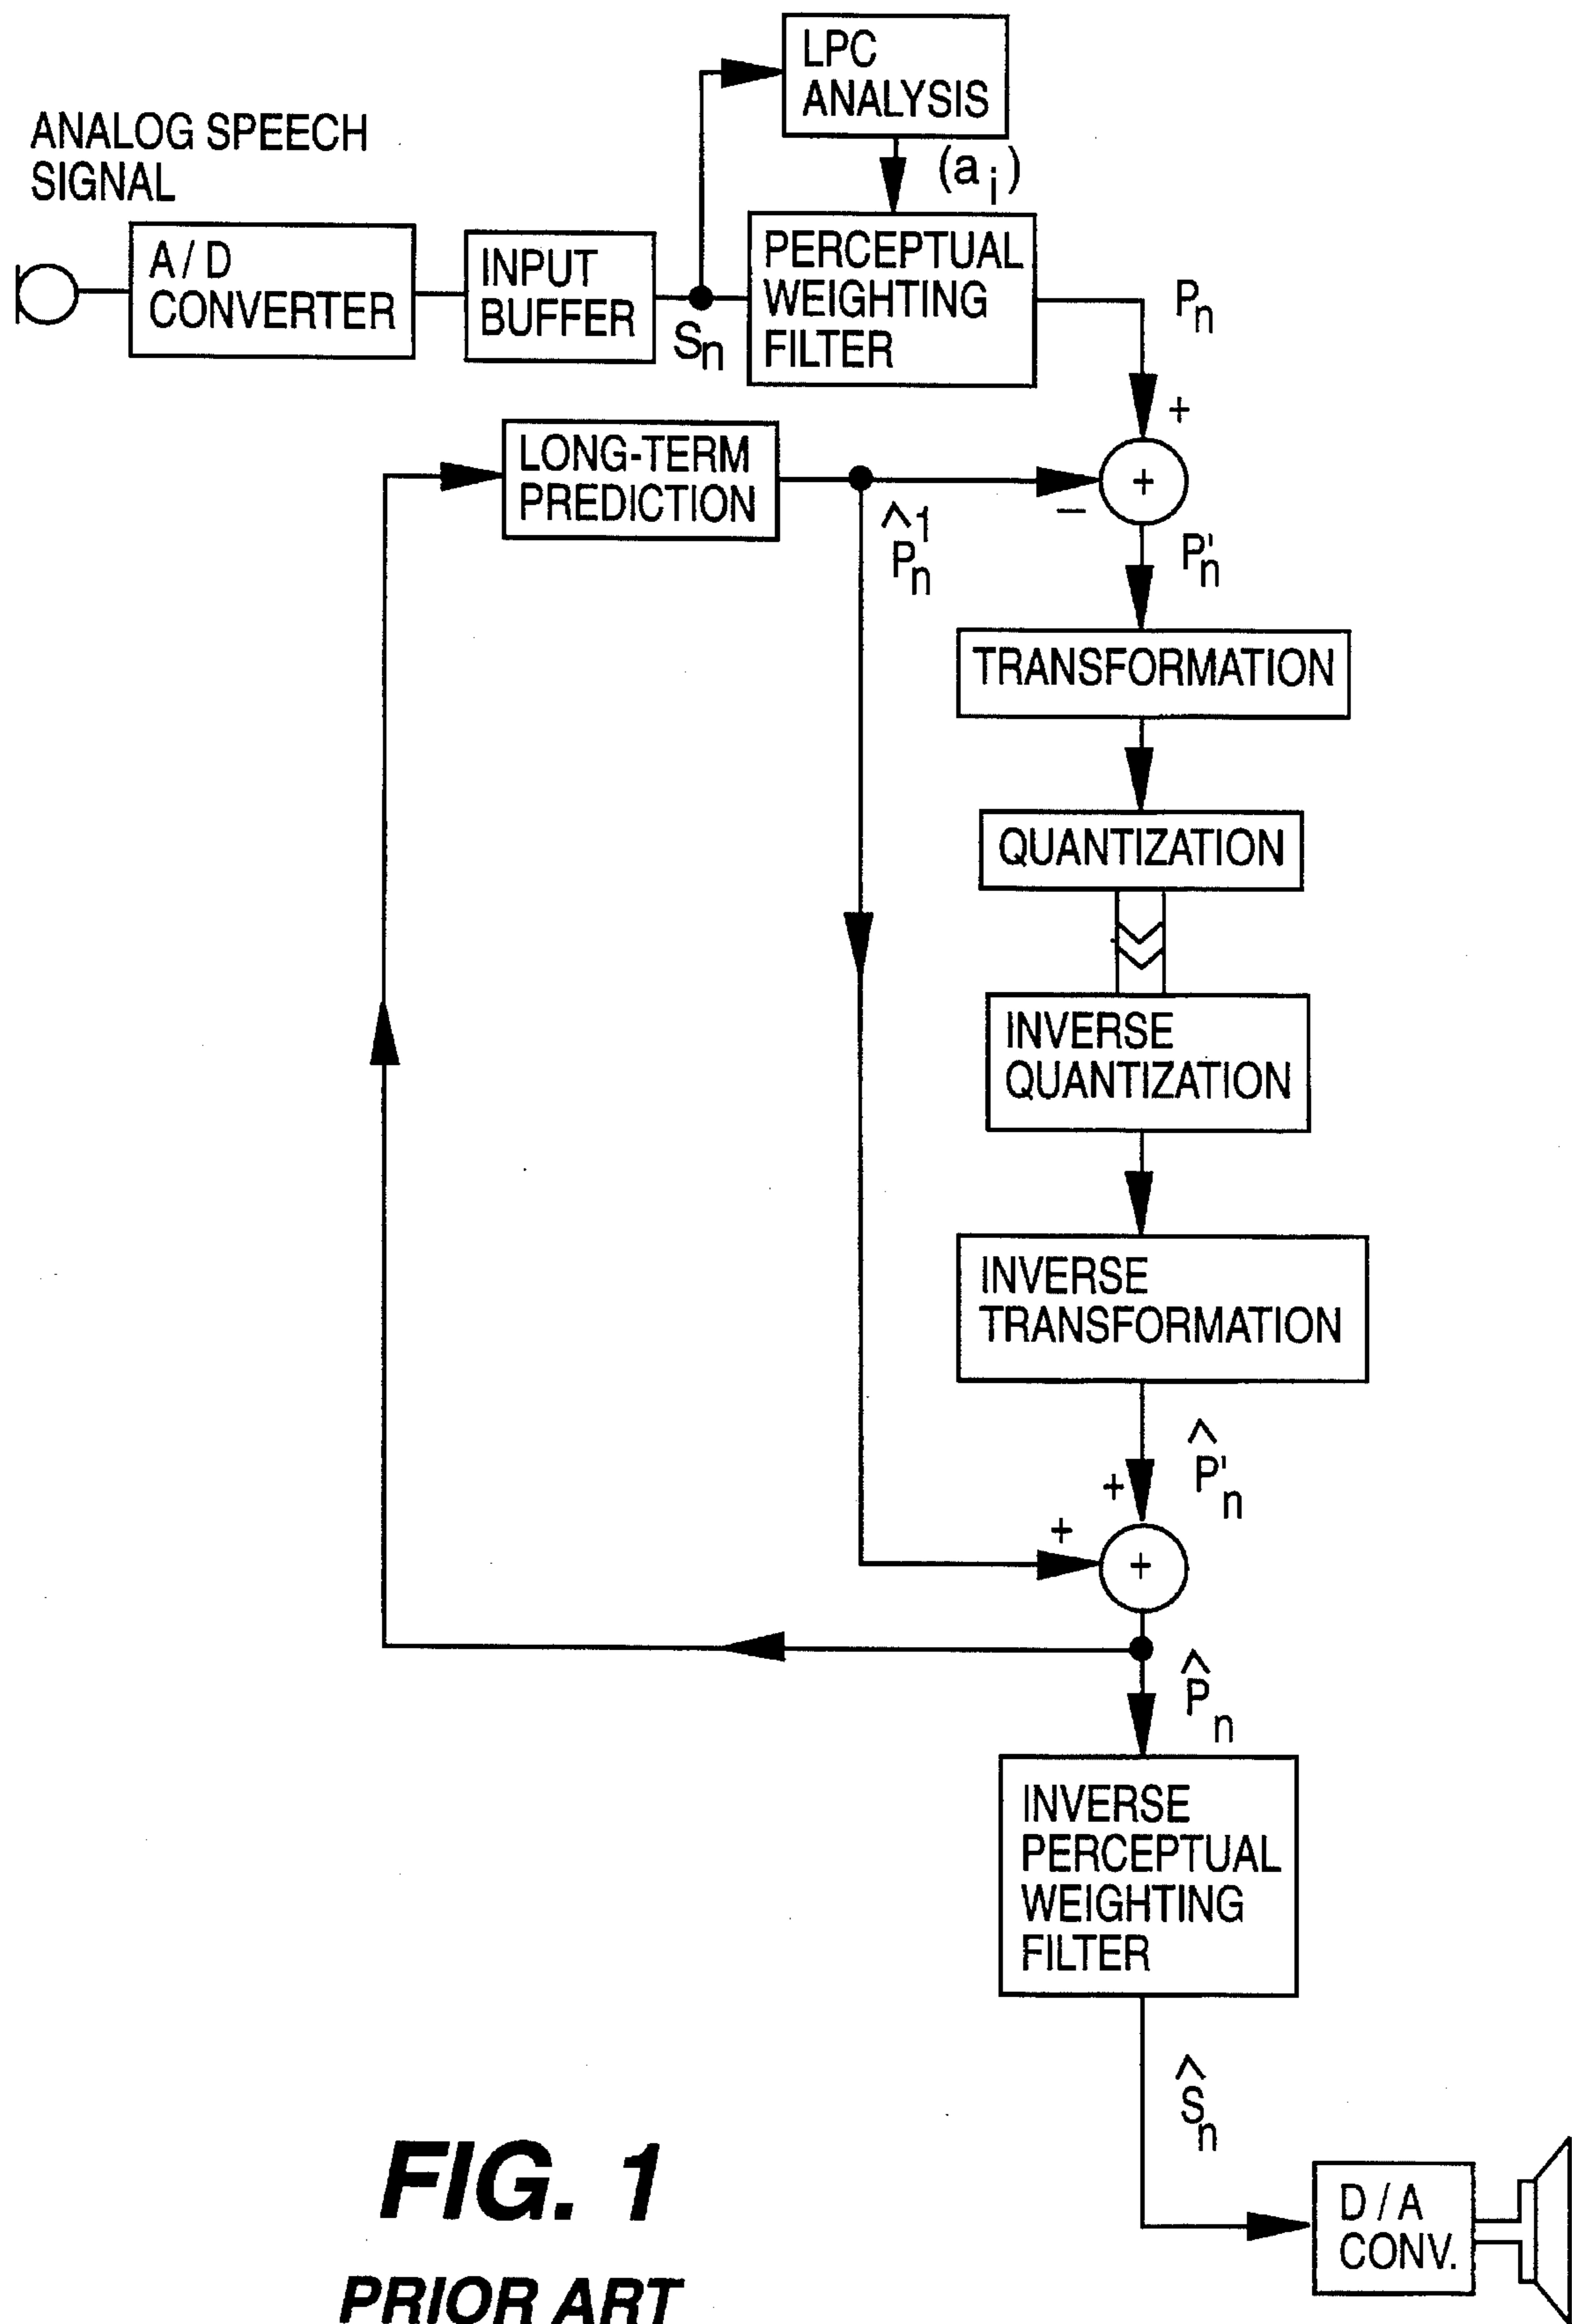 LPC
ANALYSIS
ANALOG SPEECH
SIGNAL
(a i)
A / D
CONVERTER
INPUT
BUFFER
Sn
PERCEPTUAL
WEIGHTING
FILTER
Pn
+
LONG-TERM
PREDICTION
+
−
^1
Pn
P'n
TRANSFORMATION
QUANTIZATION
INVERSE
QUANTIZATION
INVERSE
TRANSFORMATION
^
P'n
+
+
+
^
Pn
INVERSE
PERCEPTUAL
WEIGHTING
FILTER
^
Sn
D / A
CONV.
FIG. 1
PRIOR ART